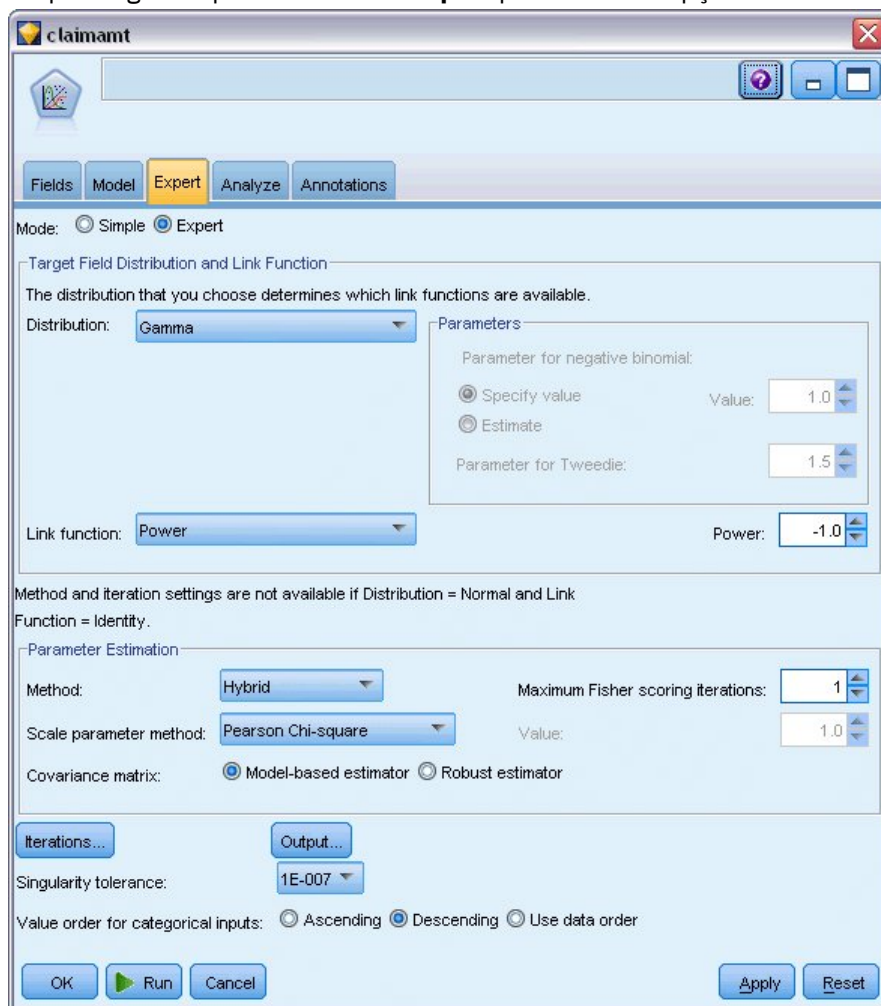 claimamt
Fields Model Expert Analyze Annotations
Mode: Simple Expert
Target Field Distribution and Link Function
The distribution that you choose determines which link functions are available.
Distribution: Gamma
Parameters
Parameter for negative binomial:
Specify value Value: 1.0
Estimate
Parameter for Tweedie: 1.5
Link function: Power Power: -1.0
Method and iteration settings are not available if Distribution = Normal and Link
Function = Identity.
Parameter Estimation
Method: Hybrid Maximum Fisher scoring iterations: 1
Scale parameter method: Pearson Chi-square Value: 1.0
Covariance matrix: Model-based estimator Robust estimator
Iterations... Output...
Singularity tolerance: 1E-007
Value order for categorical inputs: Ascending Descending Use data order
OK Run Cancel Apply Reset